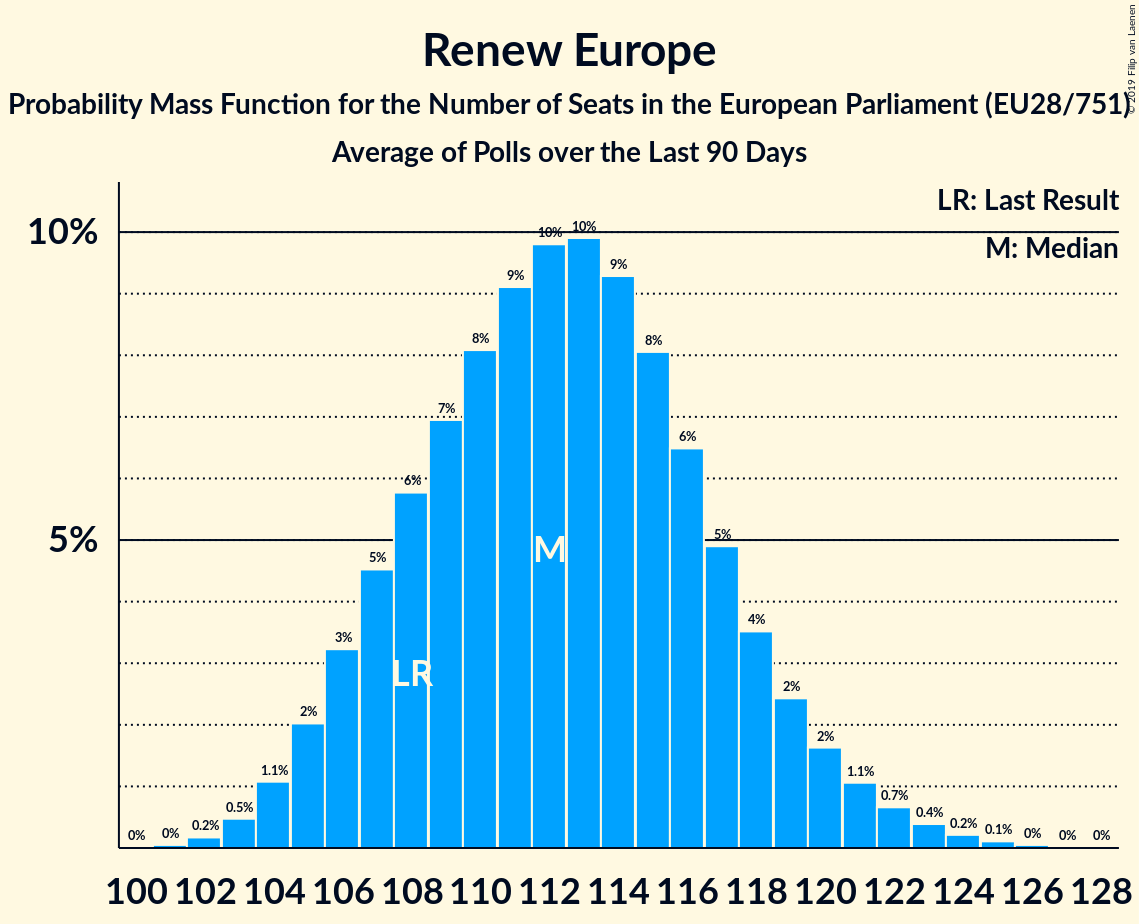 Renew Europe
Probability Mass Function for the Number of Seats in the European Parliament (EU28/751)
Average of Polls over the Last 90 Days
© 2019 Filip van Laenen
LR: Last Result
M: Median
10%
5%
0% 0% 0.2% 0.5% 1.1% 2% 3% 5% 6% 7% 8% 9% 10% 10% 9% 8% 6% 5% 4% 2% 2% 1.1% 0.7% 0.4% 0.2% 0.1% 0% 0% 0%
M
LR
100 102 104 106 108 110 112 114 116 118 120 122 124 126 128